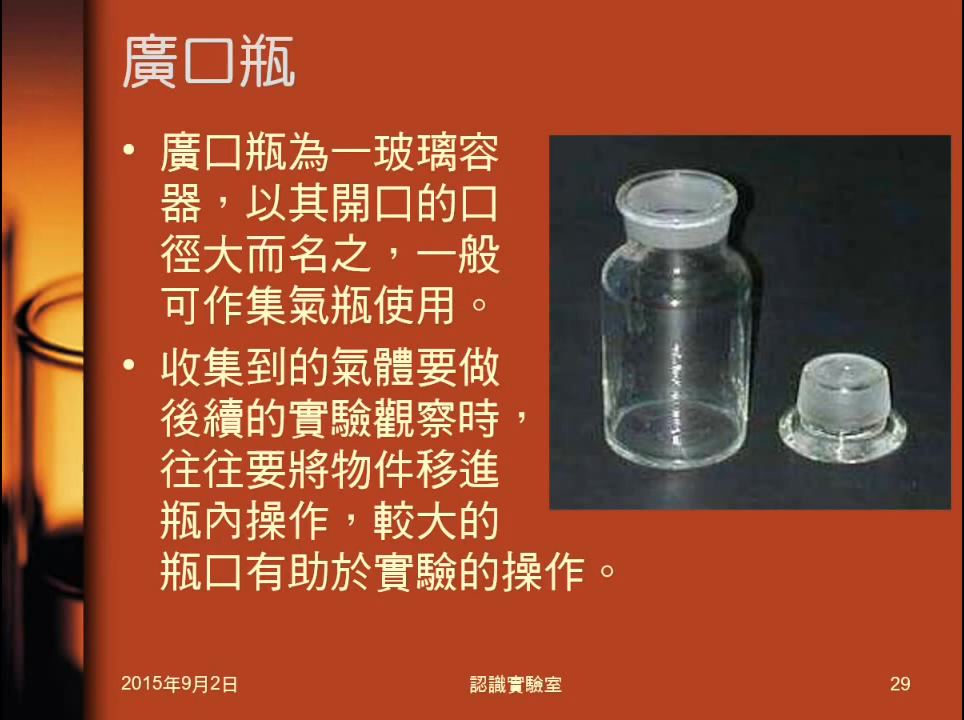 廣口瓶
• 廣口瓶為一玻璃容
器，以其開口的口
徑大而名之，一般
可作集氣瓶使用。
• 收集到的氣體要做
後續的實驗觀察時，
往往要將物件移進
瓶內操作，較大的
瓶口有助於實驗的操作。
2015年9月2日
認識實驗室
29